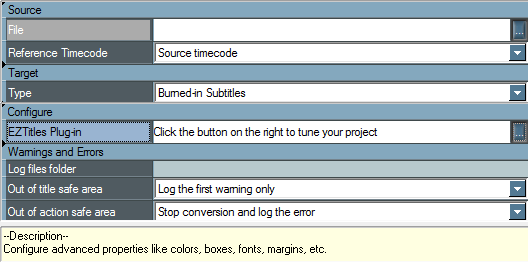 Source
File ...
Reference Timecode Source timecode
Target
Type Burned-in Subtitles
Configure
EZTitles Plug-in Click the button on the right to tune your project ...
Warnings and Errors
Log files folder
Out of title safe area Log the first warning only
Out of action safe area Stop conversion and log the error
--Description--
Configure advanced properties like colors, boxes, fonts, margins, etc.